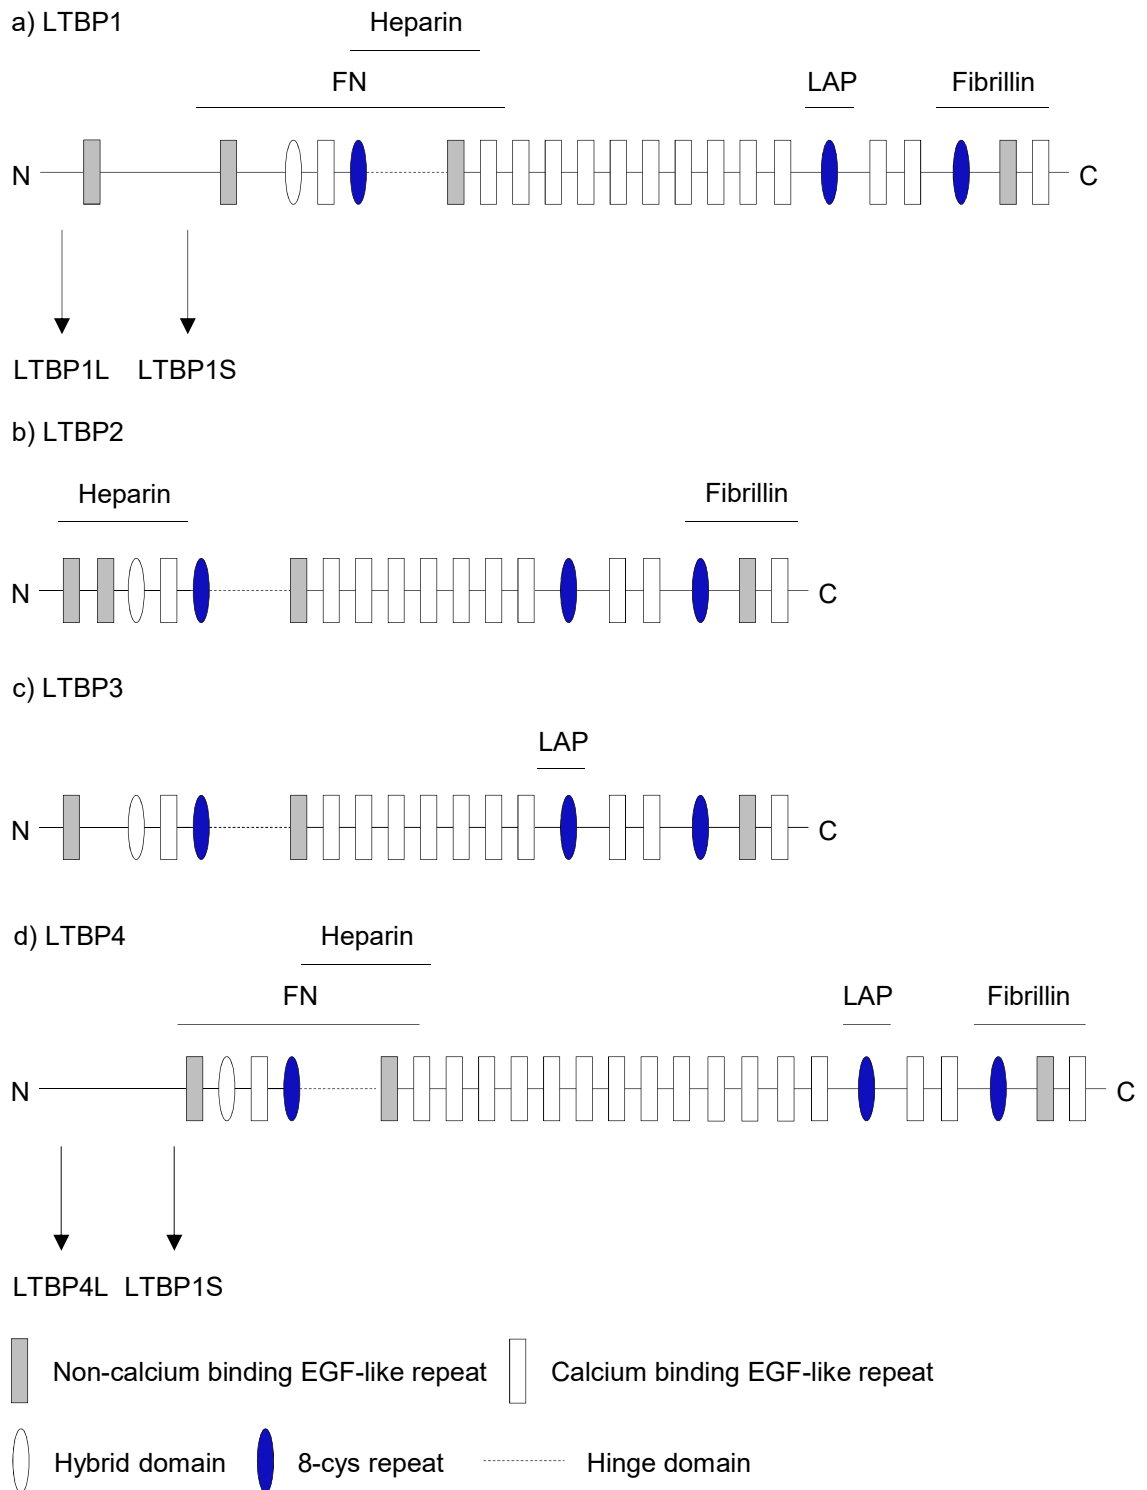 a) LTBP1
Heparin
FN
LAP
Fibrillin
N
C
LTBP1L
LTBP1S
b) LTBP2
Heparin
Fibrillin
N
C
c) LTBP3
LAP
N
C
d) LTBP4
Heparin
FN
LAP
Fibrillin
N
C
LTBP4L
LTBP1S
Non-calcium binding EGF-like repeat
Calcium binding EGF-like repeat
Hybrid domain
8-cys repeat
Hinge domain